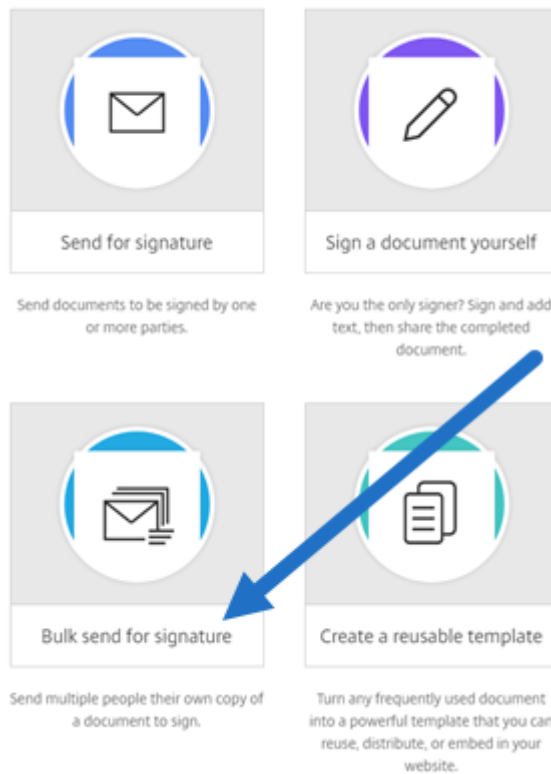 Send for signature
Sign a document yourself
Send documents to be signed by one
or more parties.
Are you the only signer? Sign and add
text, then share the completed
document.
Bulk send for signature
Create a reusable template
Send multiple people their own copy of
a document to sign.
Turn any frequently used document
into a powerful template that you can
reuse, distribute, or embed in your
website.